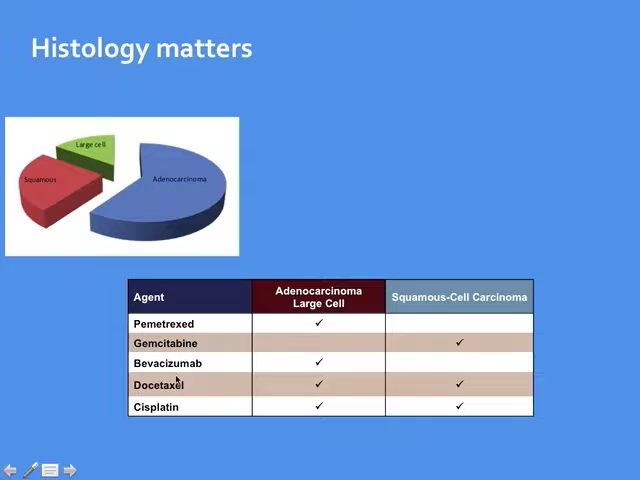 Histology matters
Large cell
Squamous
Adenocarcinoma
Agent
Adenocarcinoma
Large Cell
Squamous-Cell Carcinoma
Pemetrexed ✓
Gemcitabine ✓
Bevacizumab ✓
Docetaxel ✓ ✓
Cisplatin ✓ ✓